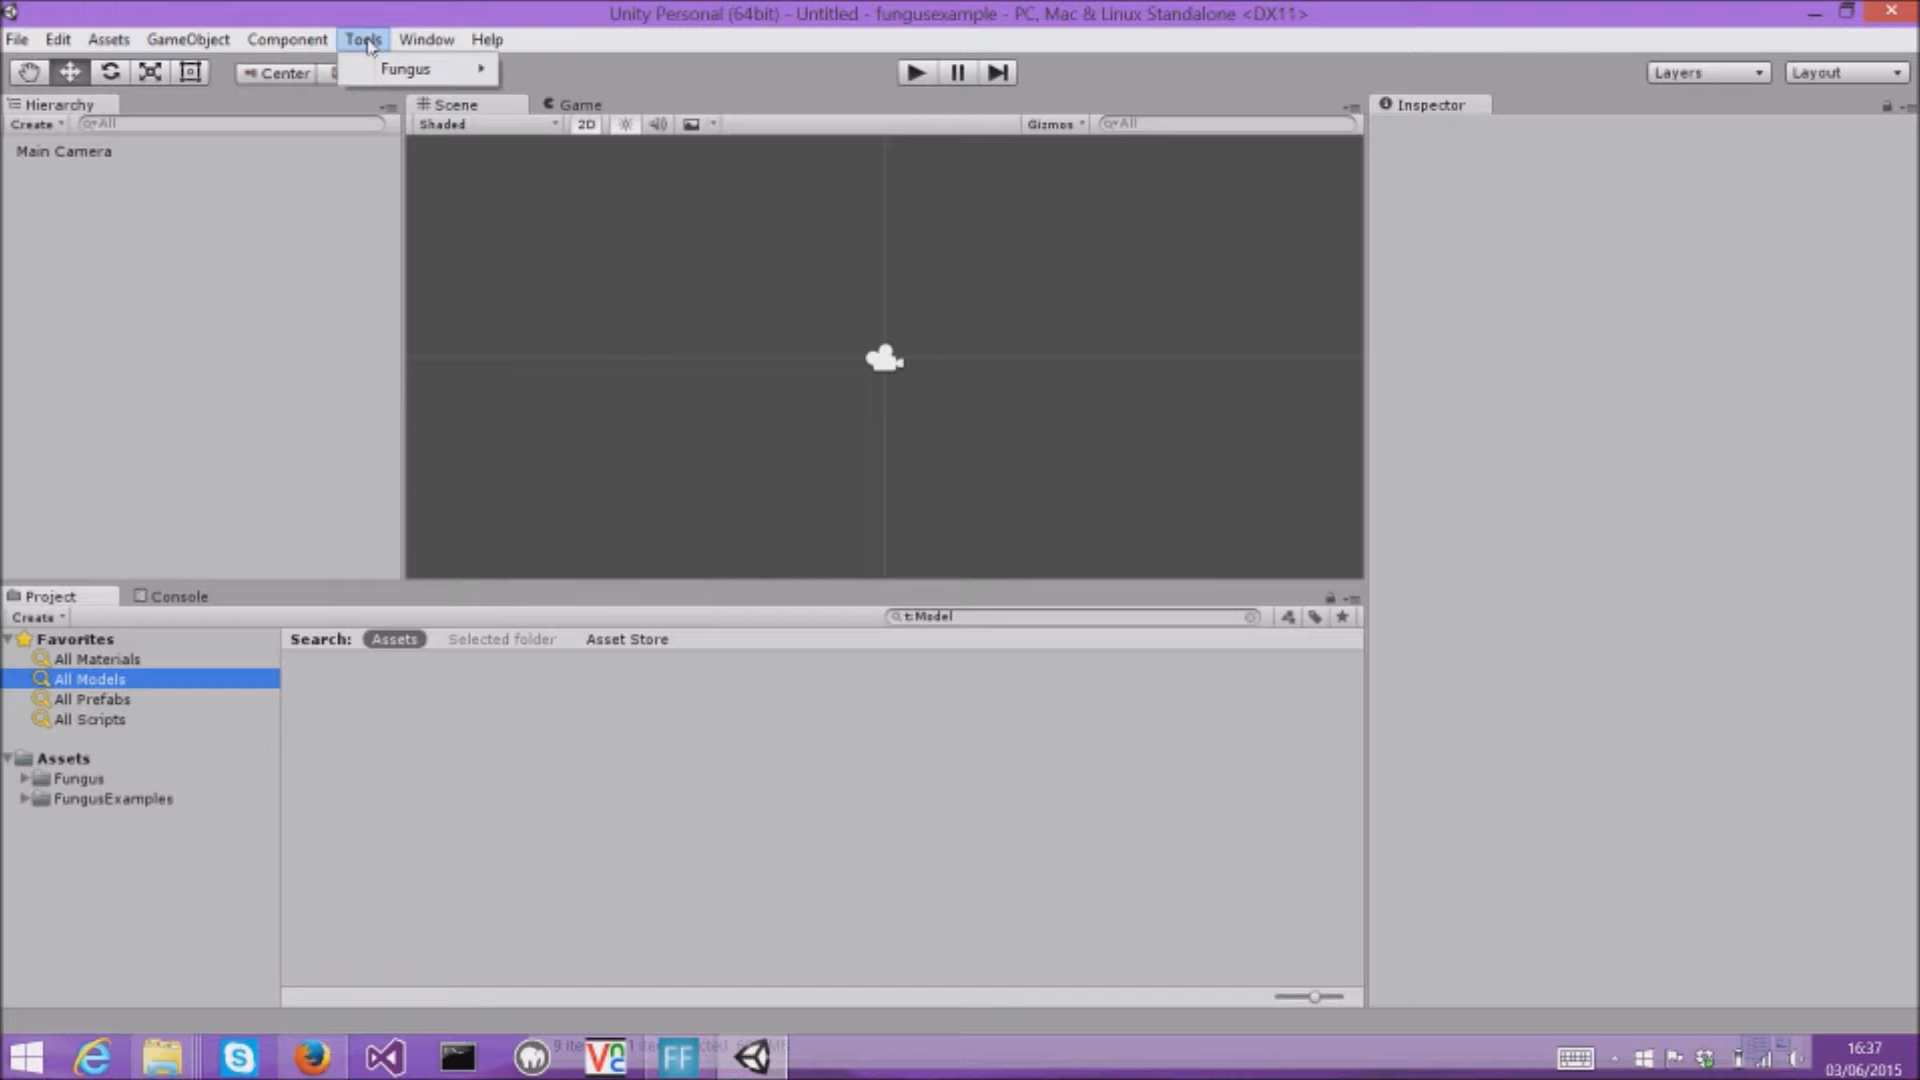 Unity Personal (64bit) - Untitled - fungusexample - PC, Mac & Linux Standalone <DX11>
File Edit Assets GameObject Component Tools Window Help
Fungus
Center
Layers Layout
Hierarchy
Scene Game
Inspector
Create All
Shaded 2D Gizmos All
Main Camera
Project Console
Create t:Model
Favorites
Search: Assets Selected folder Asset Store
All Materials
All Models
All Prefabs
All Scripts
Assets
Fungus
FungusExamples
FF
16:37
03/06/2015